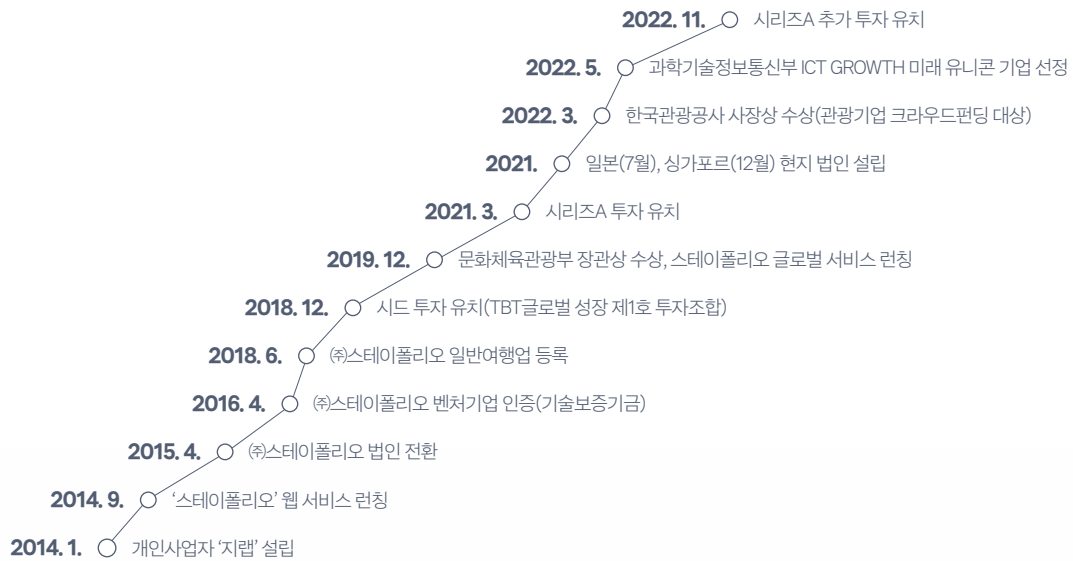 2022. 11. 시리즈A 추가 투자 유치
2022. 5. 과학기술정보통신부 ICT GROWTH 미래 유니콘 기업 선정
2022. 3. 한국관광공사 사장상 수상(관광기업 크라우드펀딩 대상)
2021. 일본(7월), 싱가포르(12월) 현지 법인 설립
2021. 3. 시리즈A 투자 유치
2019. 12. 문화체육관광부 장관상 수상, 스테이폴리오 글로벌 서비스 런칭
2018. 12. 시드 투자 유치(TBT글로벌 성장 제1호 투자조합)
2018. 6. ㈜스테이폴리오 일반여행업 등록
2016. 4. ㈜스테이폴리오 벤처기업 인증(기술보증기금)
2015. 4. ㈜스테이폴리오 법인 전환
2014. 9. ‘스테이폴리오’ 웹 서비스 런칭
2014. 1. 개인사업자 ‘지랩’ 설립